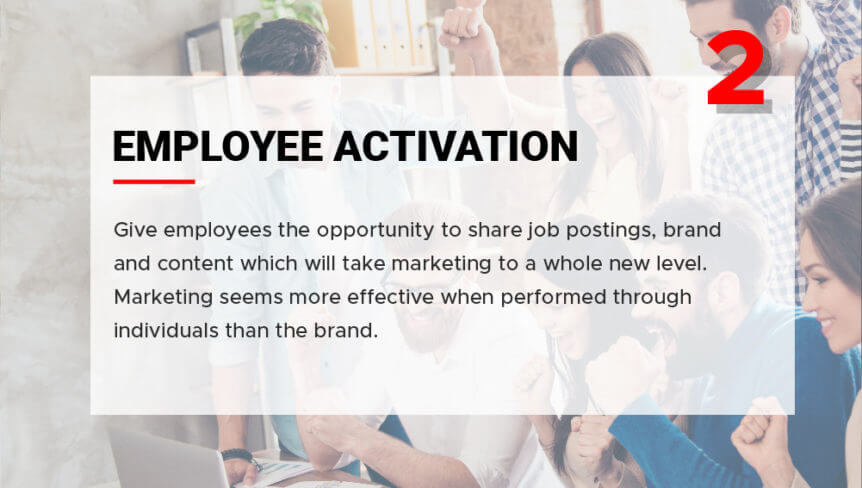 2
EMPLOYEE ACTIVATION
Give employees the opportunity to share job postings, brand
and content which will take marketing to a whole new level.
Marketing seems more effective when performed through
individuals than the brand.